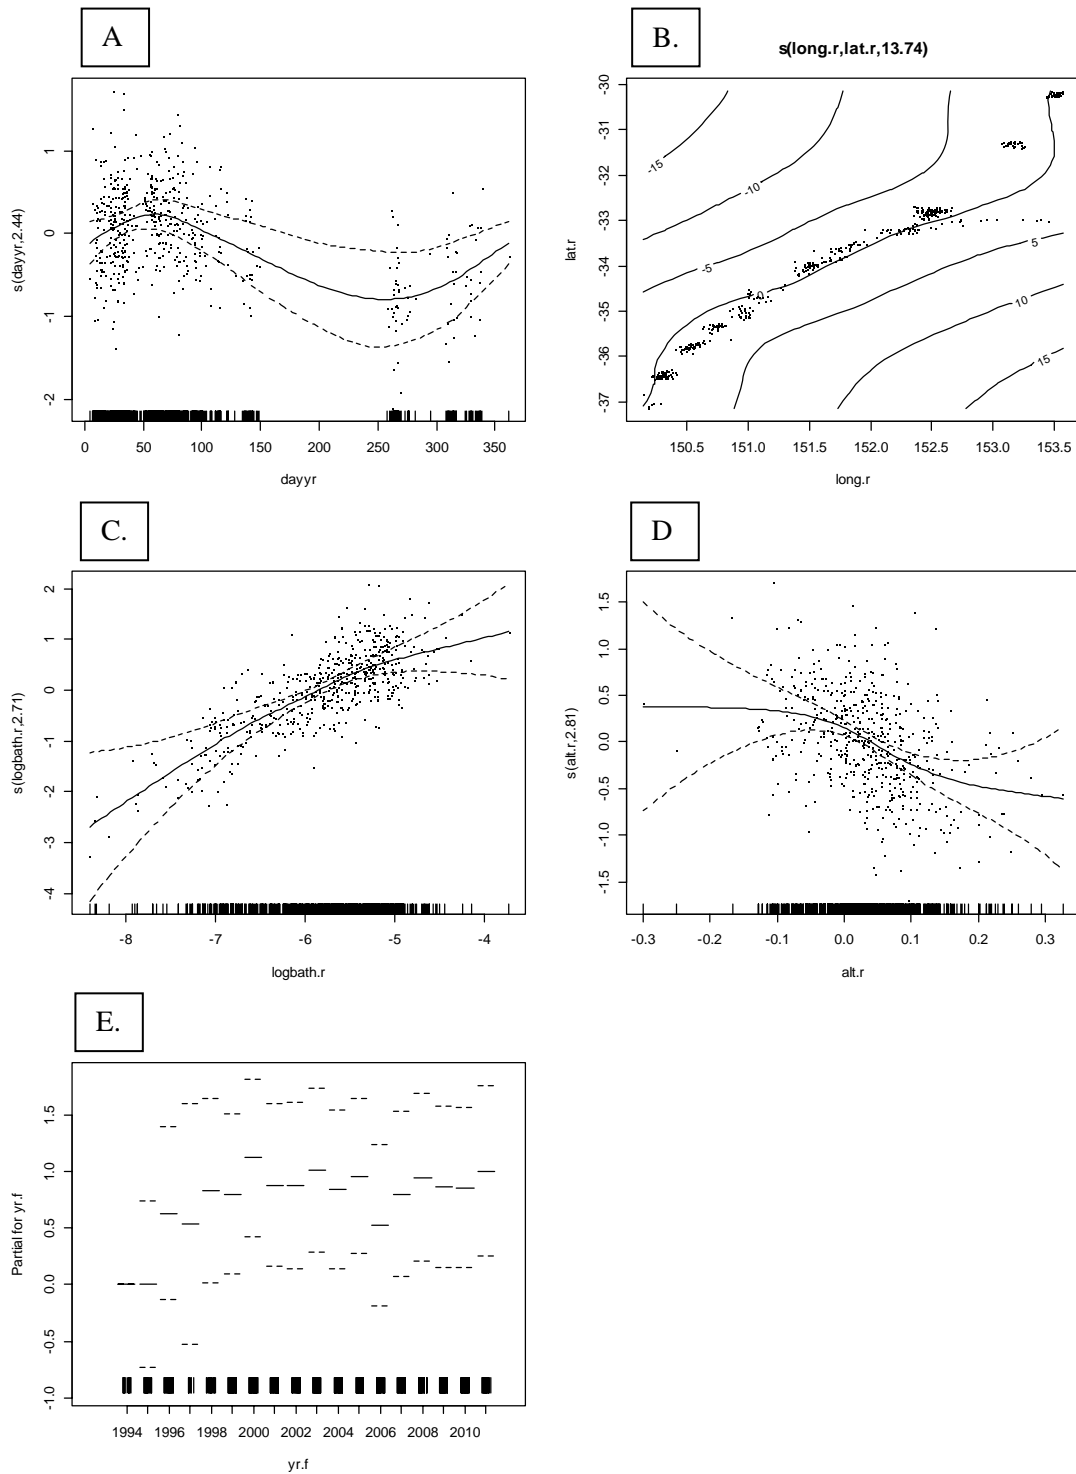 A
B.
s(long.r,lat.r,13.74)
1
0
-1
-2
s(dayyr,2.44)
0 50 100 150 200 250 300 350
dayyr
-30
-31
-32
-33
-34
-35
-36
-37
lat.r
-15
-10
-5
0
5
10
15
150.5 151.0 151.5 152.0 152.5 153.0 153.5
long.r
C.
D
2
1
0
-1
-2
-3
-4
s(logbath.r,2.71)
-8 -7 -6 -5 -4
logbath.r
1.5
1.0
0.5
0.0
-0.5
-1.0
-1.5
s(alt.r,2.81)
-0.3 -0.2 -0.1 0.0 0.1 0.2 0.3
alt.r
E.
1.5
1.0
0.5
0.0
-0.5
-1.0
Partial for yr.f
1994 1996 1998 2000 2002 2004 2006 2008 2010
yr.f